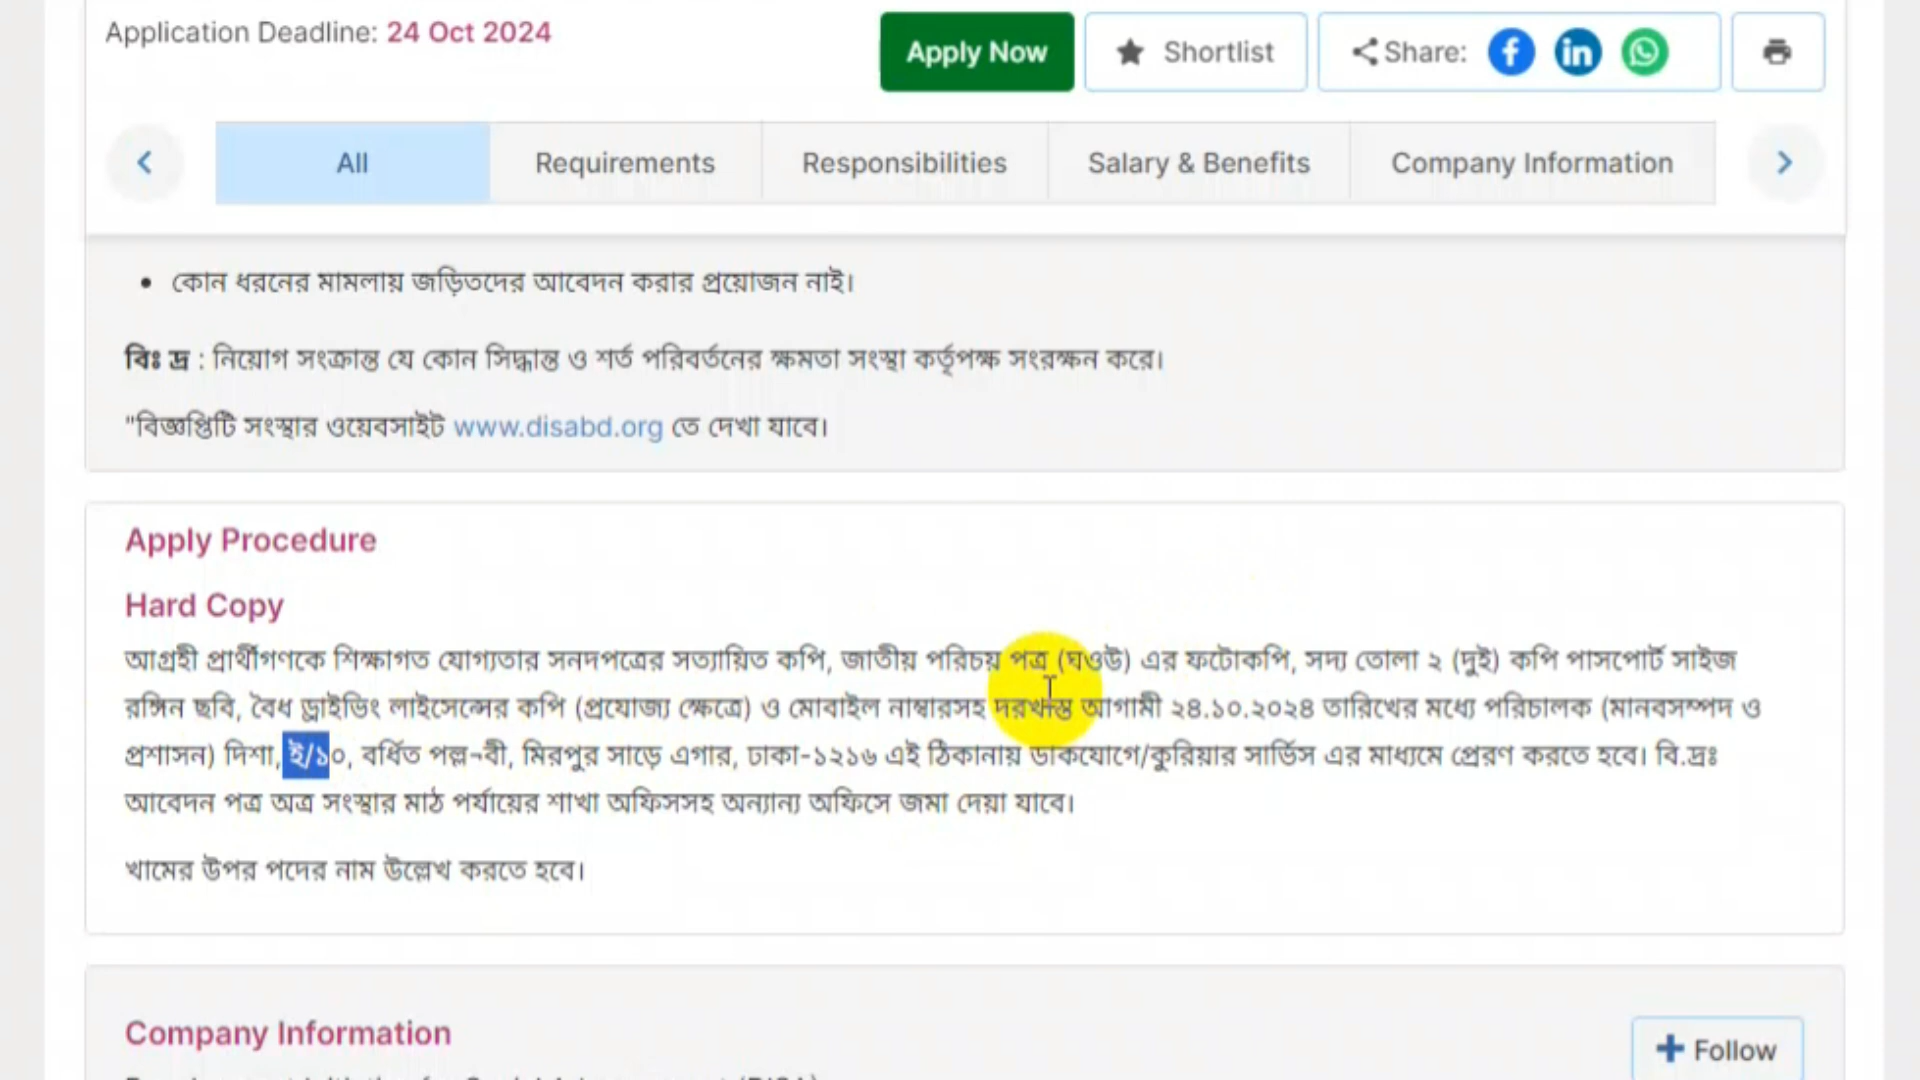 Application Deadline: 24 Oct 2024
Apply Now
Shortlist
Share:
All
Requirements
Responsibilities
Salary & Benefits
Company Information
• কোন ধরনের মামলায় জড়িতদের আবেদন করার প্রয়োজন নাই।
বিঃ দ্র : নিয়োগ সংক্রান্ত যে কোন সিদ্ধান্ত ও শর্ত পরিবর্তনের ক্ষমতা সংস্থা কর্তৃপক্ষ সংরক্ষন করে।
"বিজ্ঞপ্তিটি সংস্থার ওয়েবসাইট www.disabd.org তে দেখা যাবে।
Apply Procedure
Hard Copy
আগ্রহী প্রার্থীগণকে শিক্ষাগত যোগ্যতার সনদপত্রের সত্যায়িত কপি, জাতীয় পরিচয় পত্র (ঘওউ) এর ফটোকপি, সদ্য তোলা ২ (দুই) কপি পাসপোর্ট সাইজ
রঙ্গিন ছবি, বৈধ ড্রাইভিং লাইসেন্সের কপি (প্রযোজ্য ক্ষেত্রে) ও মোবাইল নাম্বারসহ দরখাস্ত আগামী ২৪.১০.২০২৪ তারিখের মধ্যে পরিচালক (মানবসম্পদ ও
প্রশাসন) দিশা, ই/১০, বর্ধিত পল্ল¬বী, মিরপুর সাড়ে এগার, ঢাকা-১২১৬ এই ঠিকানায় ডাকযোগে/কুরিয়ার সার্ভিস এর মাধ্যমে প্রেরণ করতে হবে। বি.দ্রঃ
আবেদন পত্র অত্র সংস্থার মাঠ পর্যায়ের শাখা অফিসসহ অন্যান্য অফিসে জমা দেয়া যাবে।
খামের উপর পদের নাম উল্লেখ করতে হবে।
Company Information
Follow